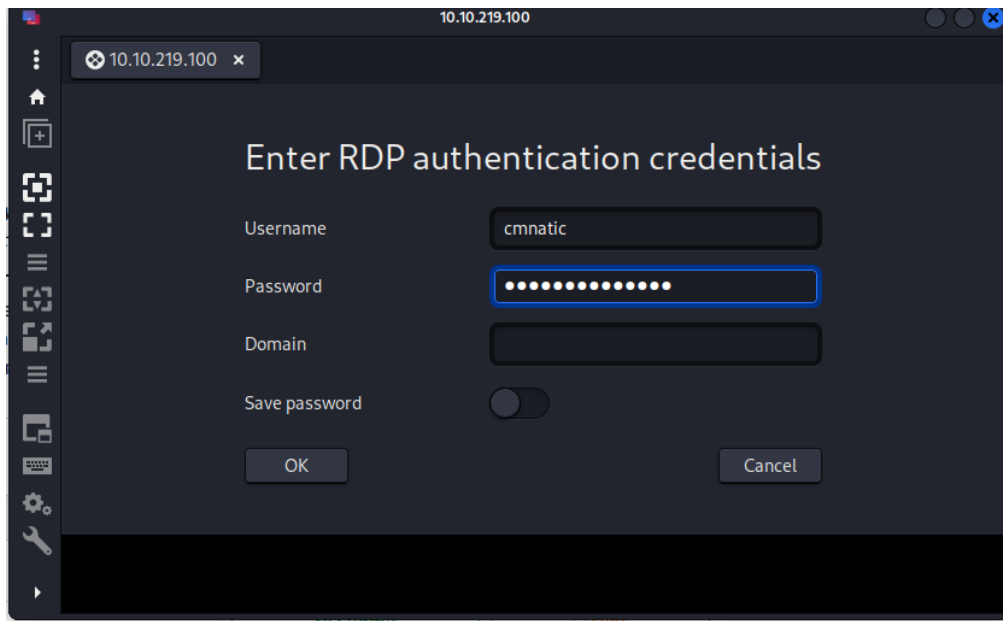 10.10.219.100
10.10.219.100
Enter RDP authentication credentials
Username cmnatic
Password ••••••••••••••
Domain
Save password
OK Cancel